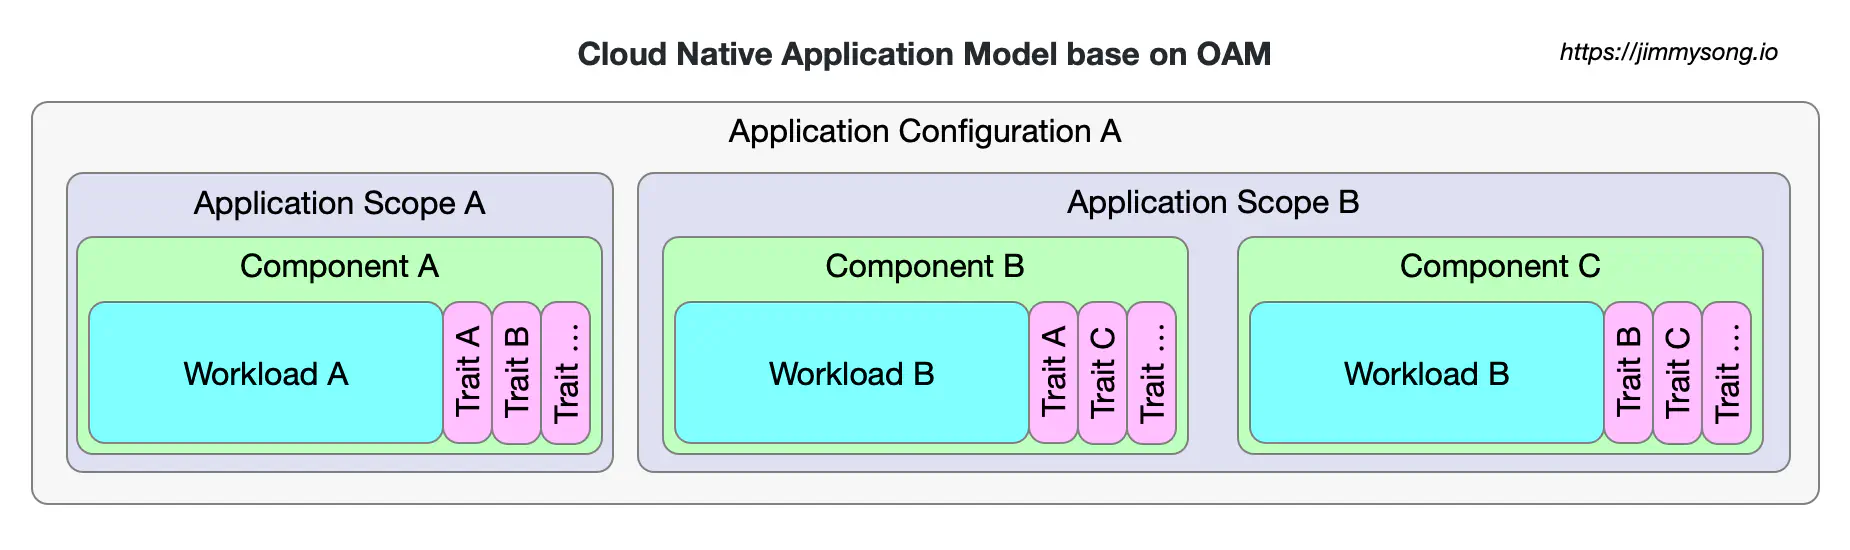 Cloud Native Application Model base on OAM
https://jimmysong.io
Application Configuration A
Application Scope A
Component A
Workload A
Trait A
Trait B
Trait ...
Application Scope B
Component B
Workload B
Trait A
Trait C
Trait ...
Component C
Workload B
Trait B
Trait C
Trait ...